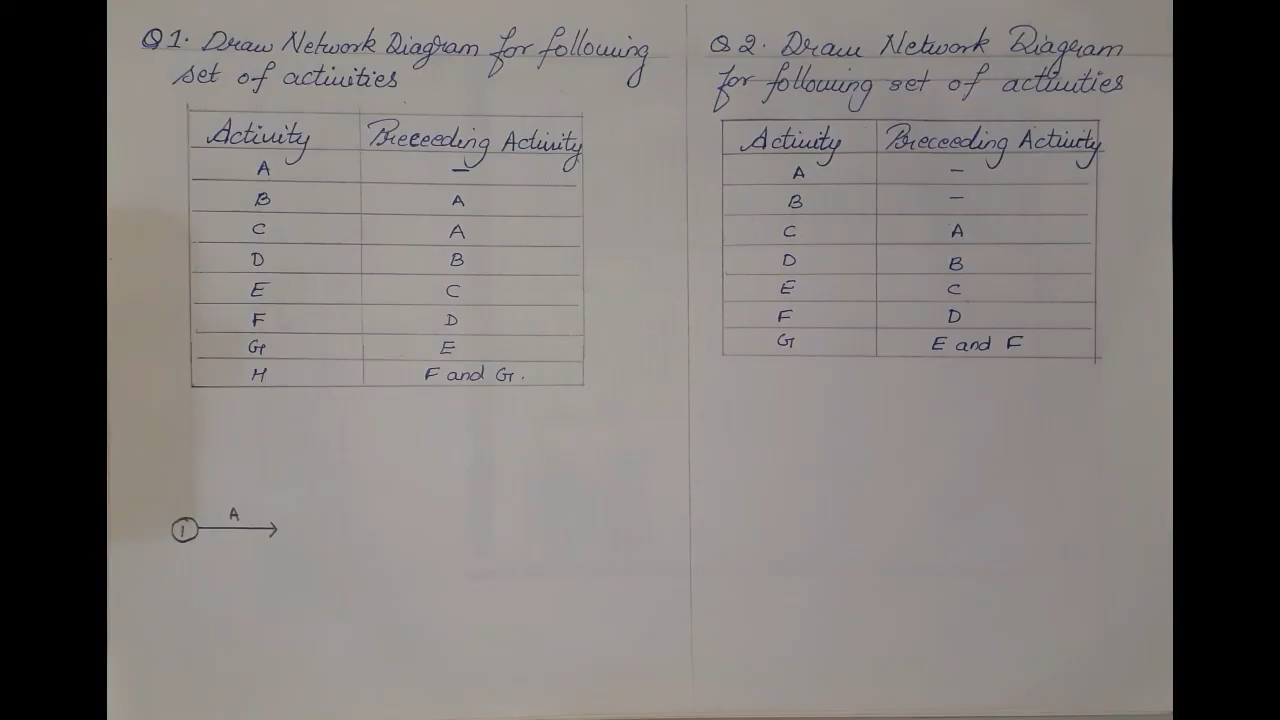 Q1. Draw Network Diagram for following
set of activities
Activity Preceeding Activity
A –
B A
C A
D B
E C
F D
G E
H F and G.
1 A
Q2. Draw Network Diagram
for following set of activities
Activity Preceeding Activity
A –
B –
C A
D B
E C
F D
G E and F